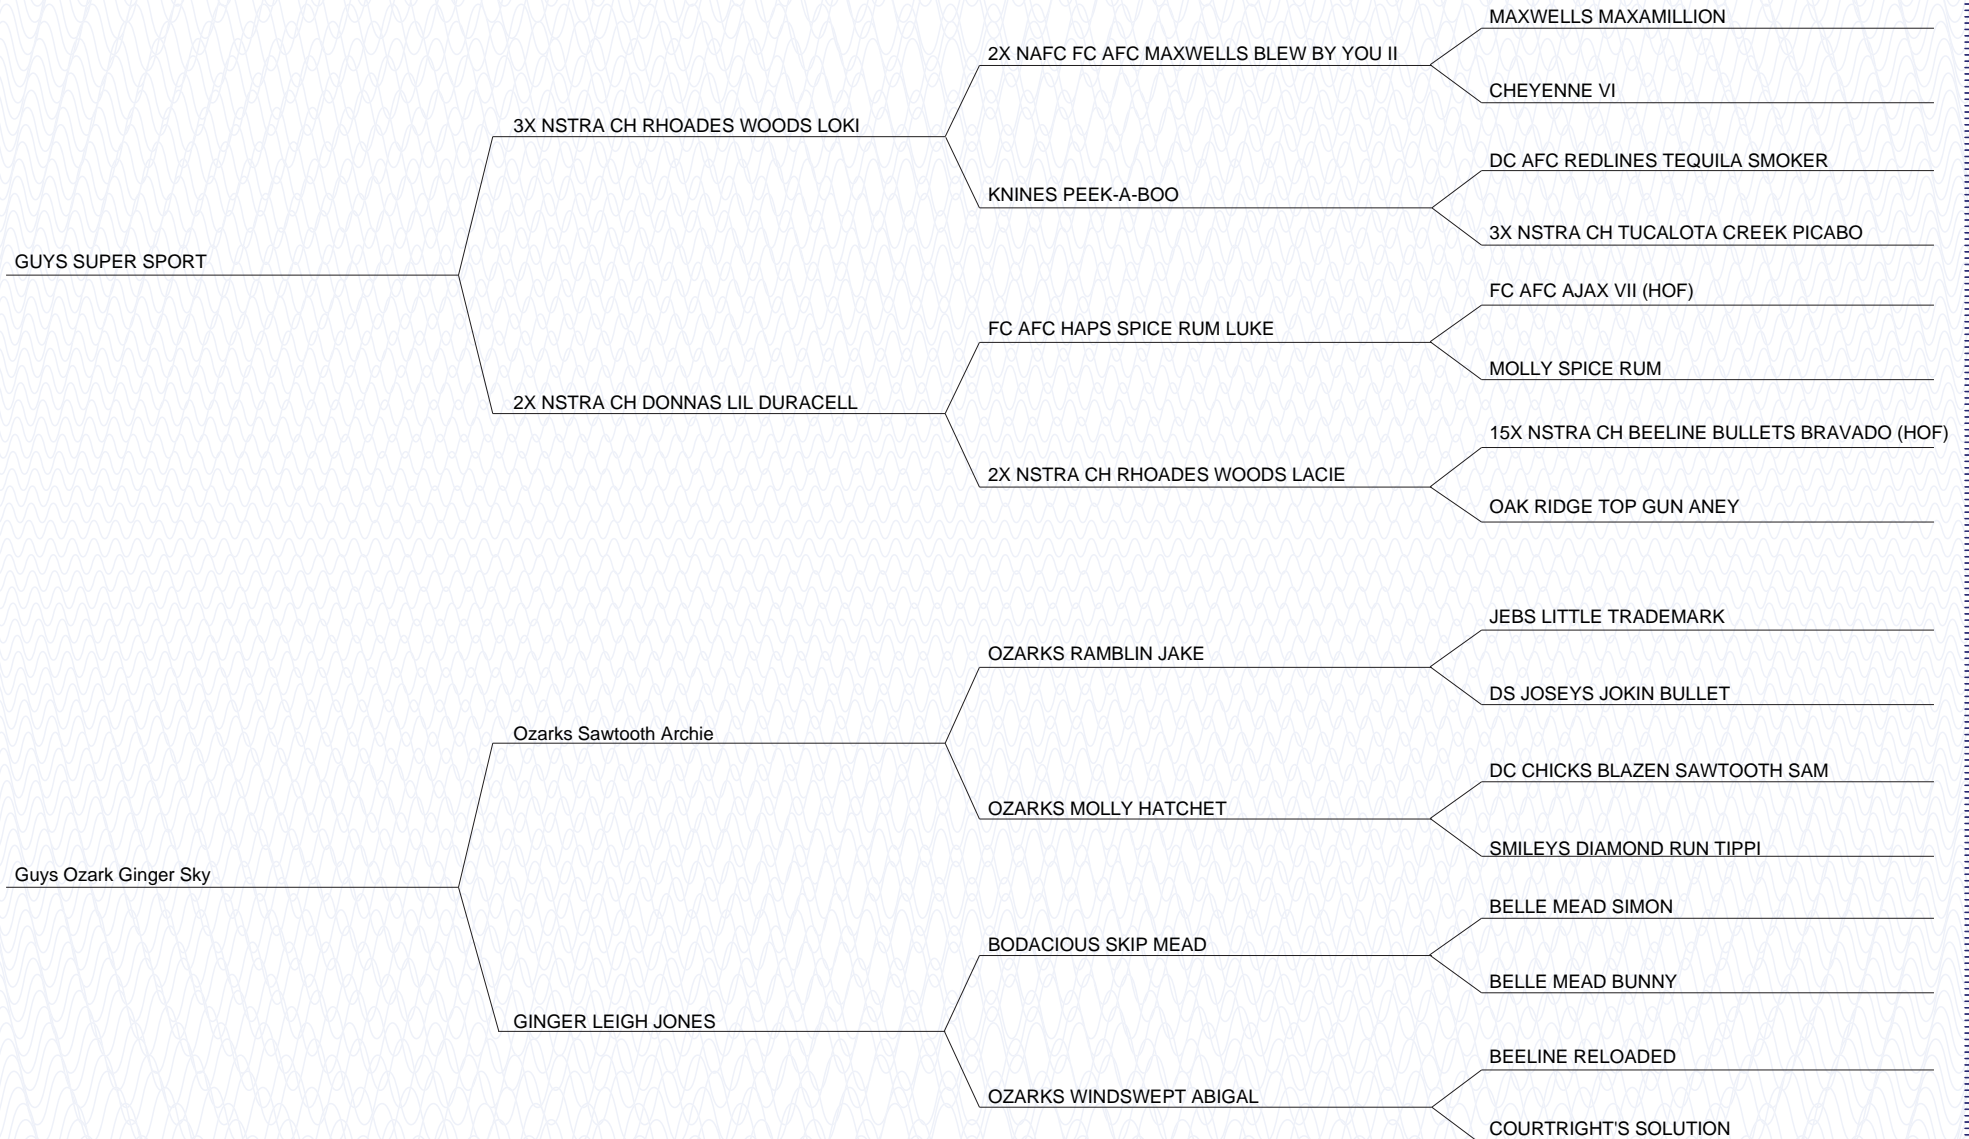 MAXWELLS MAXAMILLION
2X NAFC FC AFC MAXWELLS BLEW BY YOU II
CHEYENNE VI
3X NSTRA CH RHOADES WOODS LOKI
DC AFC REDLINES TEQUILA SMOKER
KNINES PEEK-A-BOO
3X NSTRA CH TUCALOTA CREEK PICABO
GUYS SUPER SPORT
FC AFC AJAX VII (HOF)
FC AFC HAPS SPICE RUM LUKE
MOLLY SPICE RUM
2X NSTRA CH DONNAS LIL DURACELL
15X NSTRA CH BEELINE BULLETS BRAVADO (HOF)
2X NSTRA CH RHOADES WOODS LACIE
OAK RIDGE TOP GUN ANEY
JEBS LITTLE TRADEMARK
OZARKS RAMBLIN JAKE
DS JOSEYS JOKIN BULLET
Ozarks Sawtooth Archie
DC CHICKS BLAZEN SAWTOOTH SAM
OZARKS MOLLY HATCHET
SMILEYS DIAMOND RUN TIPPI
Guys Ozark Ginger Sky
BELLE MEAD SIMON
BODACIOUS SKIP MEAD
BELLE MEAD BUNNY
GINGER LEIGH JONES
BEELINE RELOADED
OZARKS WINDSWEPT ABIGAL
COURTRIGHT'S SOLUTION